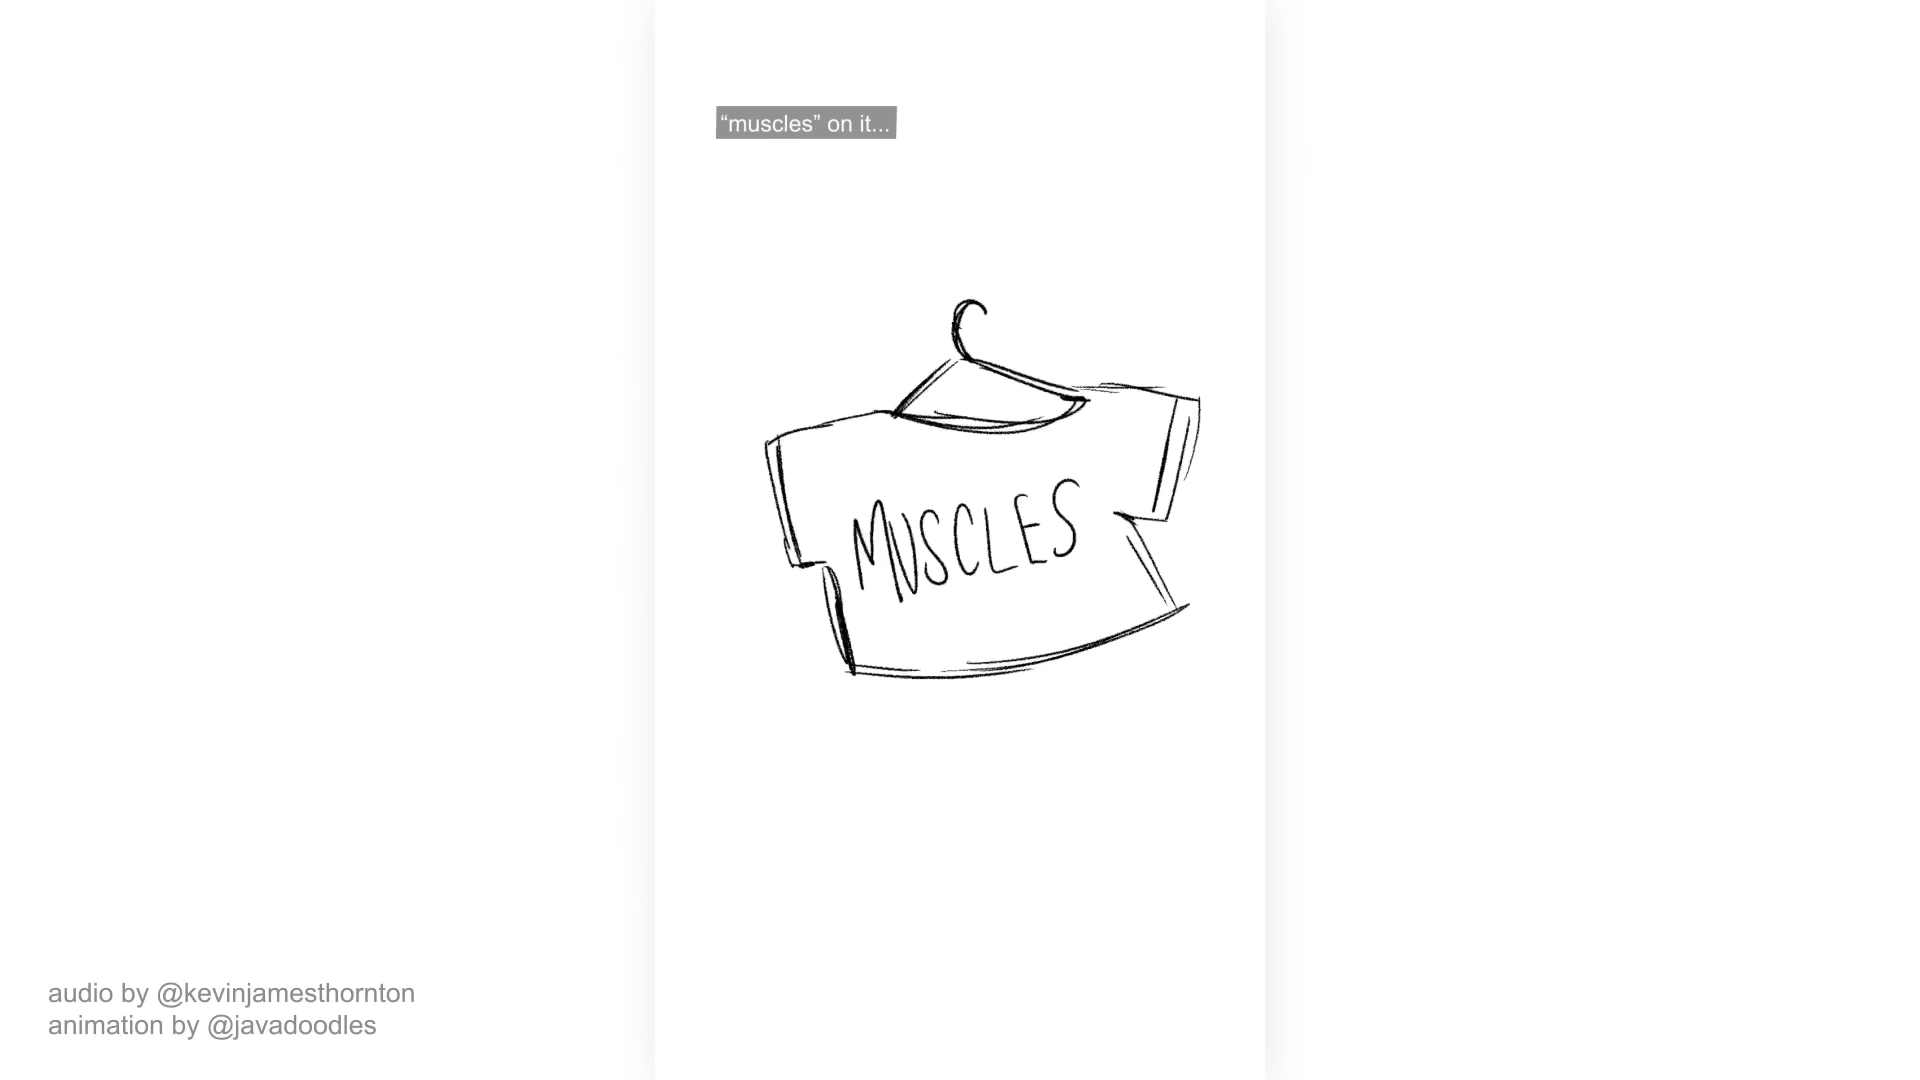 “muscles” on it...
MUSCLES
audio by @kevinjamesthornton
animation by @javadoodles